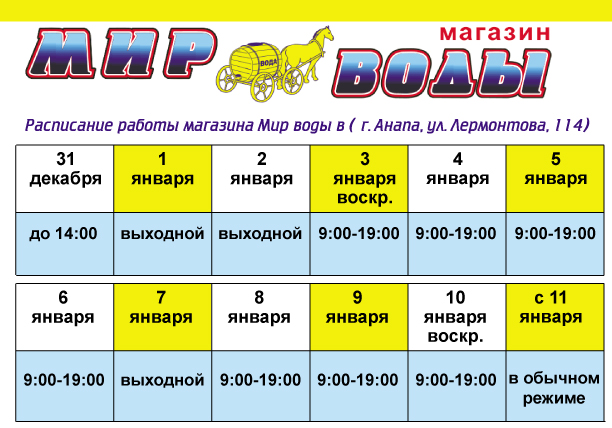 магазин
МИР
ВОДА
ВОДЫ
Расписание работы магазина Мир воды в ( г. Анапа, ул. Лермонтова, 114)
31 1 2 3 4 5
декабря января января января января января
воскр.
до 14:00 выходной выходной 9:00-19:00 9:00-19:00 9:00-19:00
6 7 8 9 10 с 11
января января января января января января
воскр.
9:00-19:00 выходной 9:00-19:00 9:00-19:00 9:00-19:00 в обычном
режиме